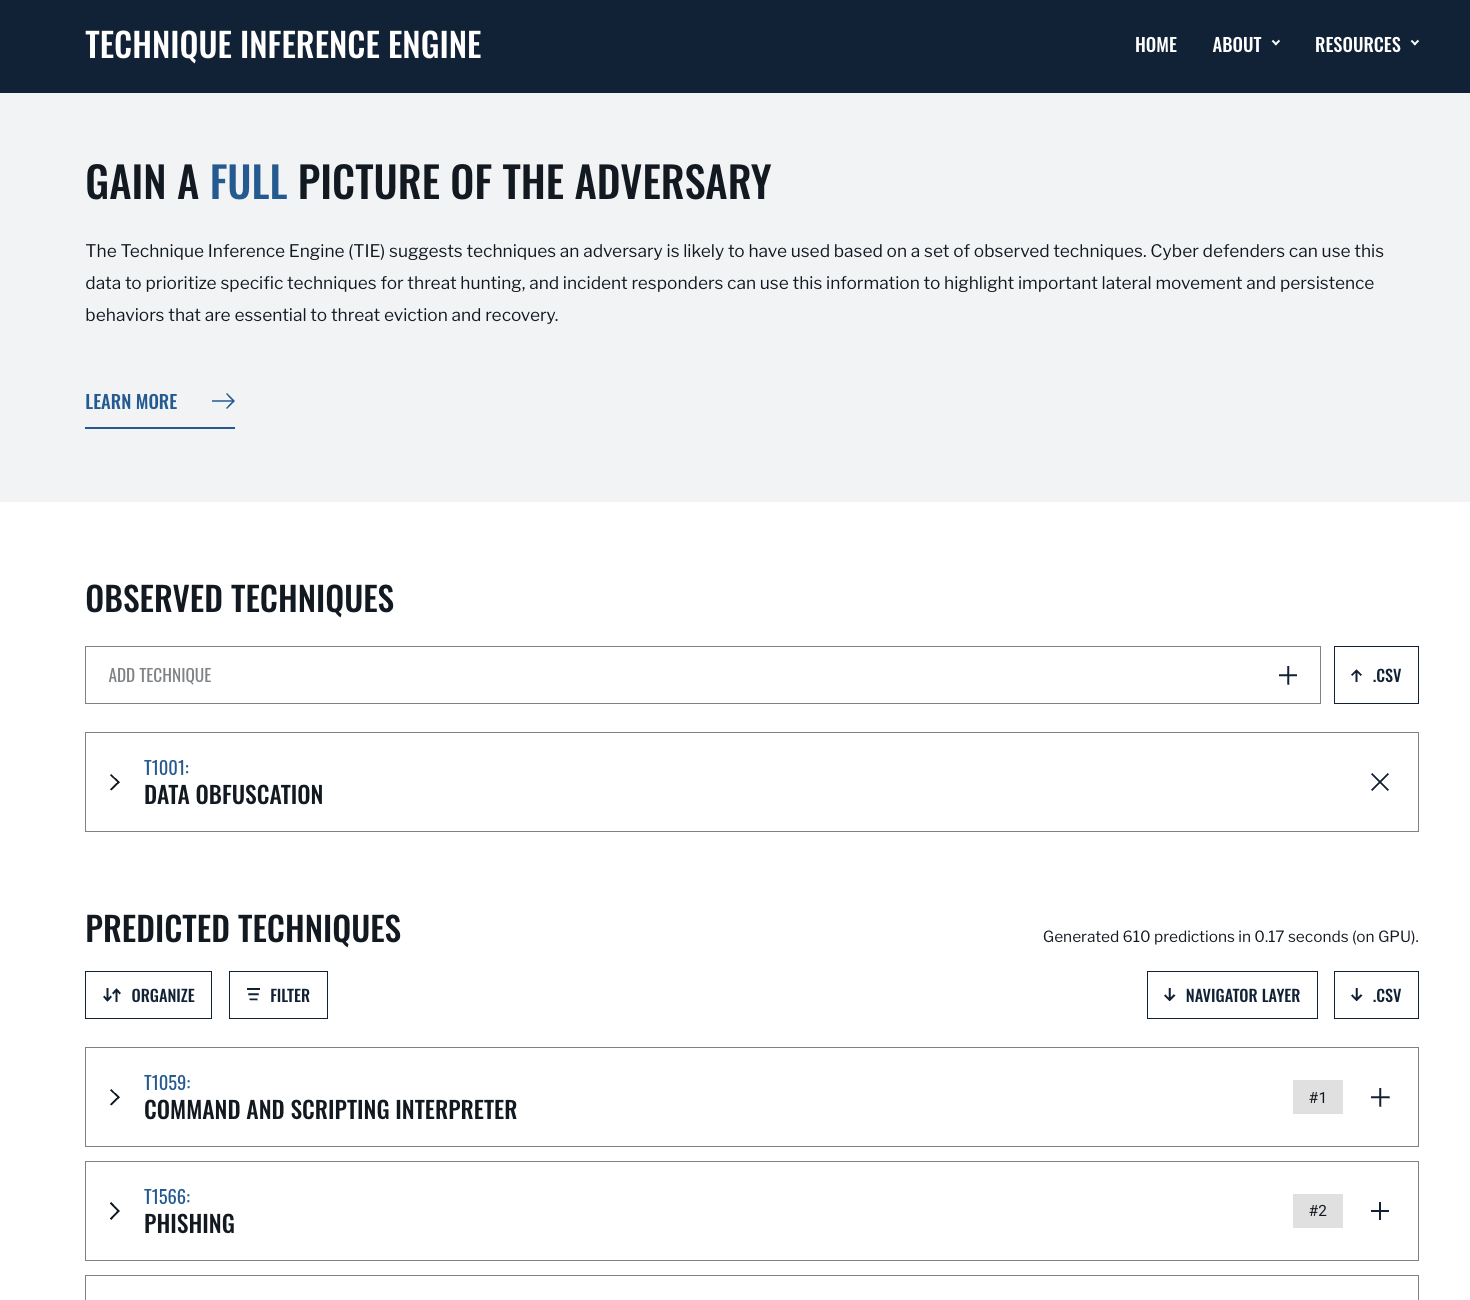 TECHNIQUE INFERENCE ENGINE
HOME ABOUT RESOURCES
GAIN A FULL PICTURE OF THE ADVERSARY
The Technique Inference Engine (TIE) suggests techniques an adversary is likely to have used based on a set of observed techniques. Cyber defenders can use this
data to prioritize specific techniques for threat hunting, and incident responders can use this information to highlight important lateral movement and persistence
behaviors that are essential to threat eviction and recovery.
LEARN MORE
OBSERVED TECHNIQUES
ADD TECHNIQUE
.CSV
T1001:
DATA OBFUSCATION
PREDICTED TECHNIQUES
Generated 610 predictions in 0.17 seconds (on GPU).
ORGANIZE FILTER NAVIGATOR LAYER .CSV
T1059:
COMMAND AND SCRIPTING INTERPRETER
#1
T1566:
PHISHING
#2